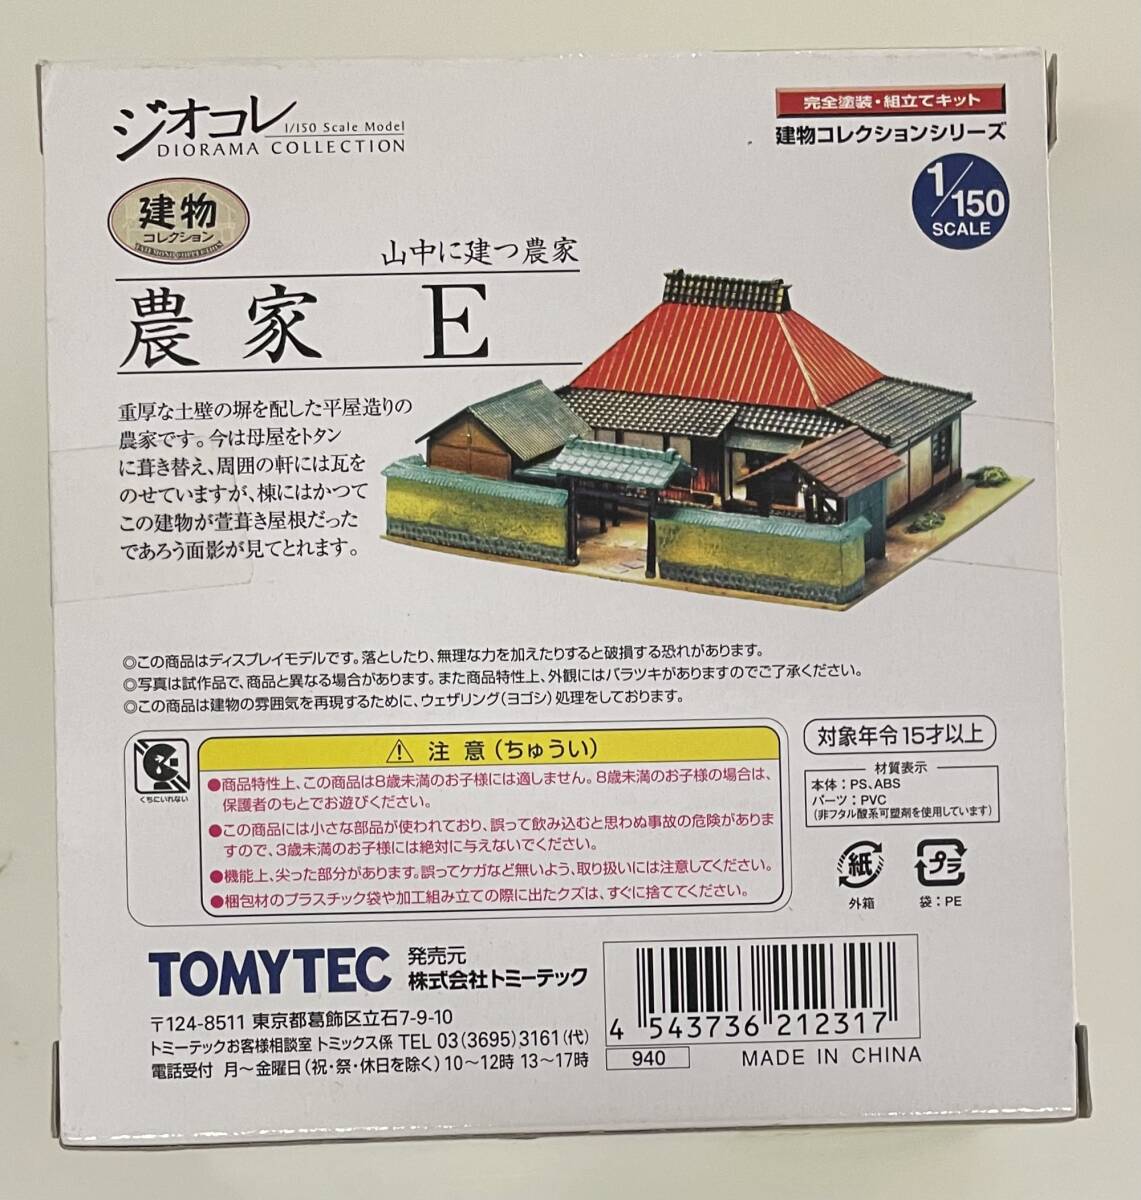 ジオコレ
1/150 Scale Model
DIORAMA COLLECTION
完全塗装・組立てキット
建物コレクションシリーズ
1/150
SCALE
建物
コレクション
TATEMONO COLLECTION
山中に建つ農家
農家 E
重厚な土壁の塀を配した平屋造りの
農家です。今は母屋をトタン
に葺き替え、周囲の軒には瓦を
のせていますが、棟にはかつて
この建物が萱葺き屋根だった
であろう面影が見てとれます。
◎この商品はディスプレイモデルです。落としたり、無理な力を加えたりすると破損する恐れがあります。
◎写真は試作品で、商品と異なる場合があります。また商品特性上、外観にはバラツキがありますのでご了承ください。
◎この商品は建物の雰囲気を再現するために、ウェザリング(ヨゴシ)処理をしております。
くちにいれない
⚠ 注意(ちゅうい)
●商品特性上、この商品は8歳未満のお子様には適しません。8歳未満のお子様の場合は、
保護者のもとでお遊びください。
●この商品には小さな部品が使われており、誤って飲み込むと思わぬ事故の危険がありま
すので、3歳未満のお子様には絶対に与えないでください。
●機能上、尖った部分があります。誤ってケガなど無いよう、取り扱いには注意してください。
●梱包材のプラスチック袋や加工組み立ての際に出たクズは、すぐに捨ててください。
対象年令15才以上
材質表示
本体:PS、ABS
パーツ:PVC
(非フタル酸系可塑剤を使用しています)
紙
外箱
プラ
袋:PE
TOMYTEC
発売元
株式会社トミーテック
〒124-8511 東京都葛飾区立石7-9-10
トミーテックお客様相談室 トミックス係 TEL 03(3695)3161(代)
電話受付 月〜金曜日(祝・祭・休日を除く)10〜12時 13〜17時
4 543736 212317
940
MADE IN CHINA